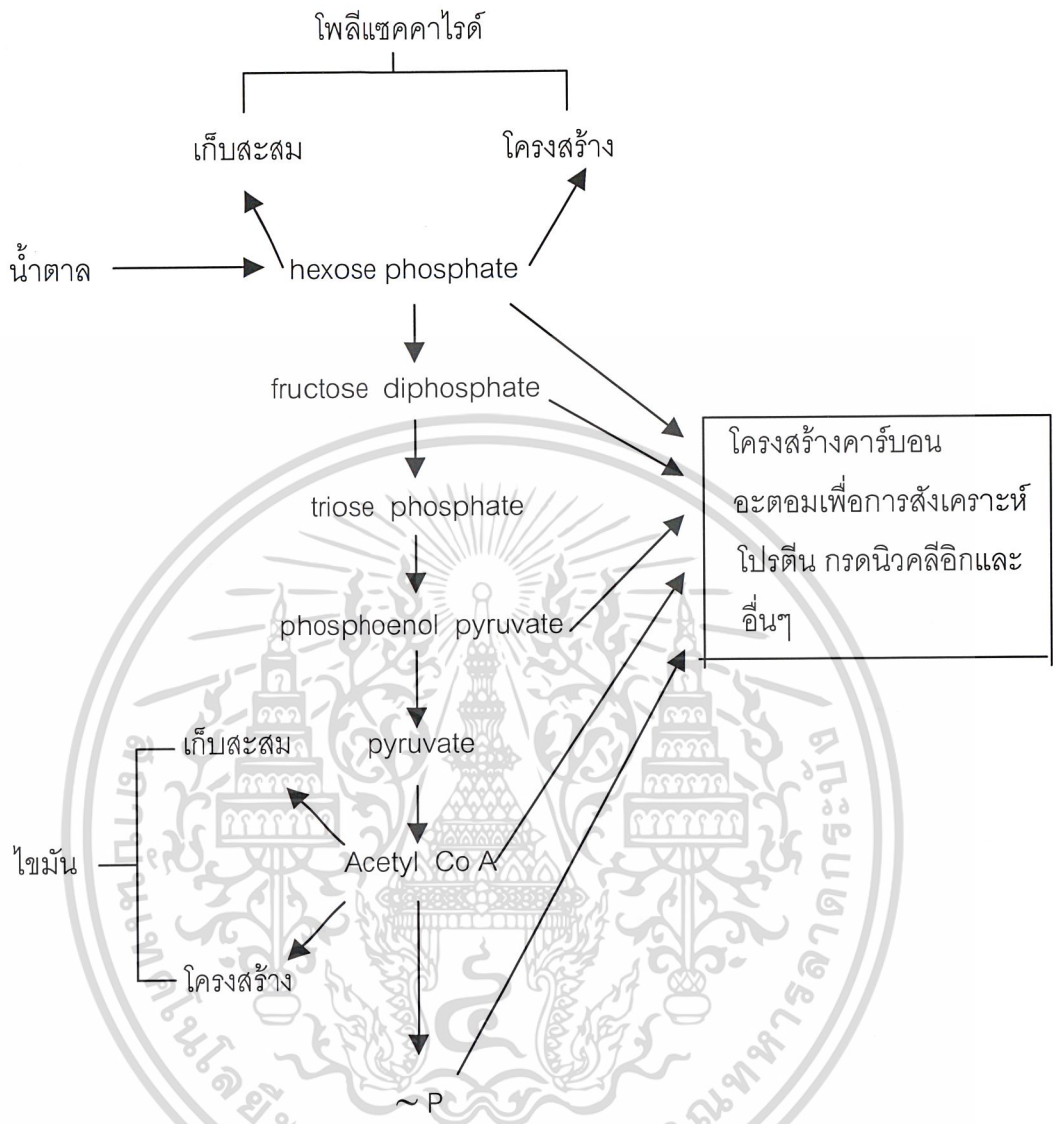 โพลีแซคคาไรด์
เก็บสะสม
โครงสร้าง
น้ำตาล
hexose phosphate
fructose diphosphate
triose phosphate
phosphoenol pyruvate
pyruvate
Acetyl Co A
~ P
โครงสร้างคาร์บอน
อะตอมเพื่อการสังเคราะห์
โปรตีน กรดนิวคลีอิกและ
อื่นๆ
ไขมัน
เก็บสะสม
โครงสร้าง